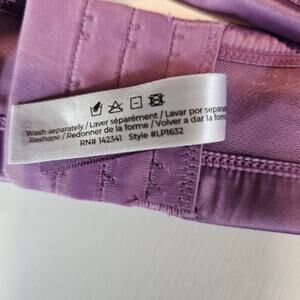 Wash separately / Laver séparément / Lavar por separa
Reshape / Redonner de la forme / Volver a dar la form
RN# 142341 Style #LP1632